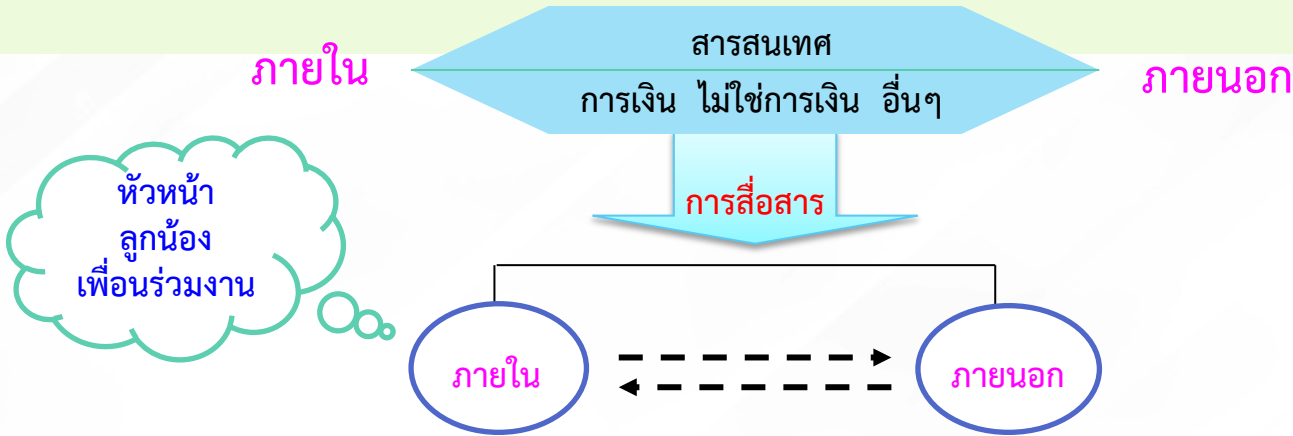 สารสนเทศ
ภายใน
ภายนอก
การเงิน ไม่ใช่การเงิน อื่นๆ
การสื่อสาร
หัวหน้า
ลูกน้อง
เพื่อนร่วมงาน
ภายใน
ภายนอก